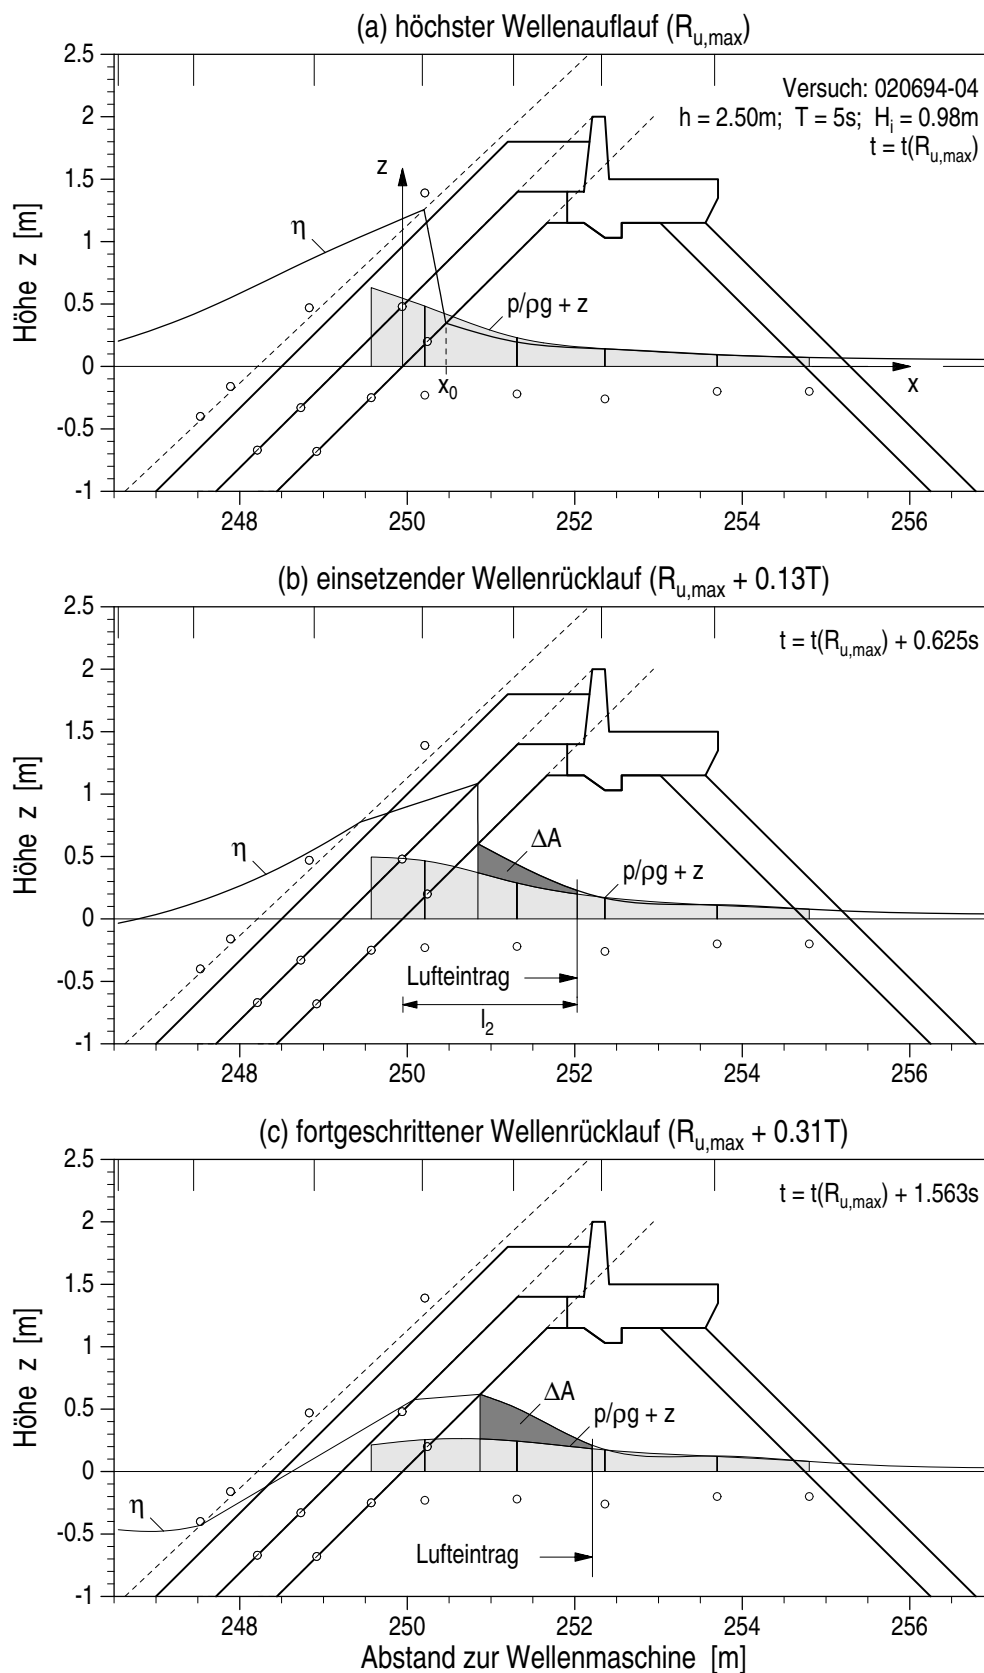 (a) höchster Wellenauflauf (R_u,max)
2.5
2
1.5
1
0.5
0
-0.5
-1
Höhe z [m]
Versuch: 020694-04
h = 2.50m; T = 5s; H_i = 0.98m
t = t(R_u,max)
z
η
p/ρg + z
x_0
x
248
250
252
254
256
(b) einsetzender Wellenrücklauf (R_u,max + 0.13T)
2.5
2
1.5
1
0.5
0
-0.5
-1
Höhe z [m]
t = t(R_u,max) + 0.625s
η
ΔA
p/ρg + z
Lufteintrag
l_2
248
250
252
254
256
(c) fortgeschrittener Wellenrücklauf (R_u,max + 0.31T)
2.5
2
1.5
1
0.5
0
-0.5
-1
Höhe z [m]
t = t(R_u,max) + 1.563s
ΔA
p/ρg + z
η
Lufteintrag
248
250
252
254
256
Abstand zur Wellenmaschine [m]